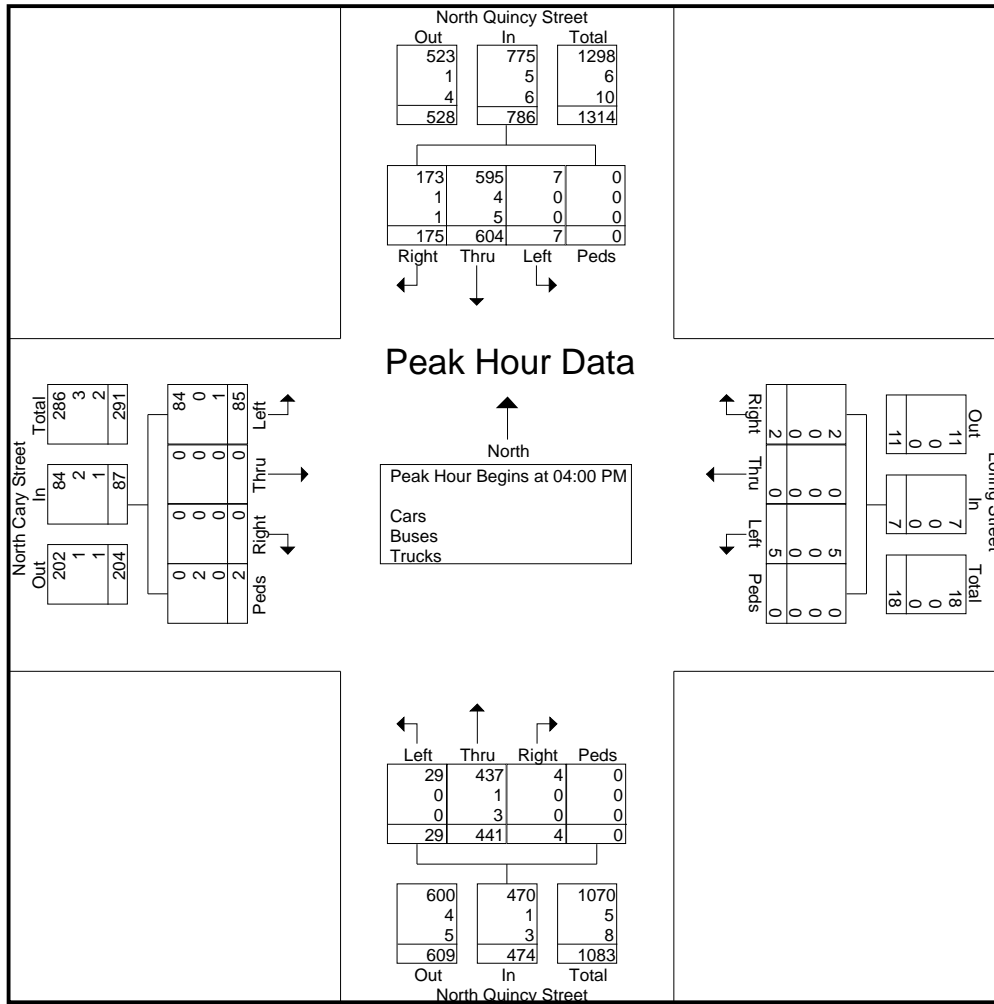 North Quincy Street
Out In Total
523 775 1298
1 5 6
4 6 10
528 786 1314
173 595 7 0
1 4 0 0
1 5 0 0
175 604 7 0
Right Thru Left Peds
Peak Hour Data
North
Peak Hour Begins at 04:00 PM
Cars
Buses
Trucks
North Cary Street
Out In Total
202 84 286
1 2 3
1 1 2
204 87 291
0 0 0 84
2 0 0 0
0 0 0 1
2 0 0 85
Peds Right Thru Left
Street
Out In Total
11 7 18
0 0 0
0 0 0
11 7 18
2 0 5 0
0 0 0 0
0 0 0 0
2 0 5 0
Right Thru Left Peds
Left Thru Right Peds
29 437 4 0
0 1 0 0
0 3 0 0
29 441 4 0
600 470 1070
4 1 5
5 3 8
609 474 1083
Out In Total
North Quincy Street